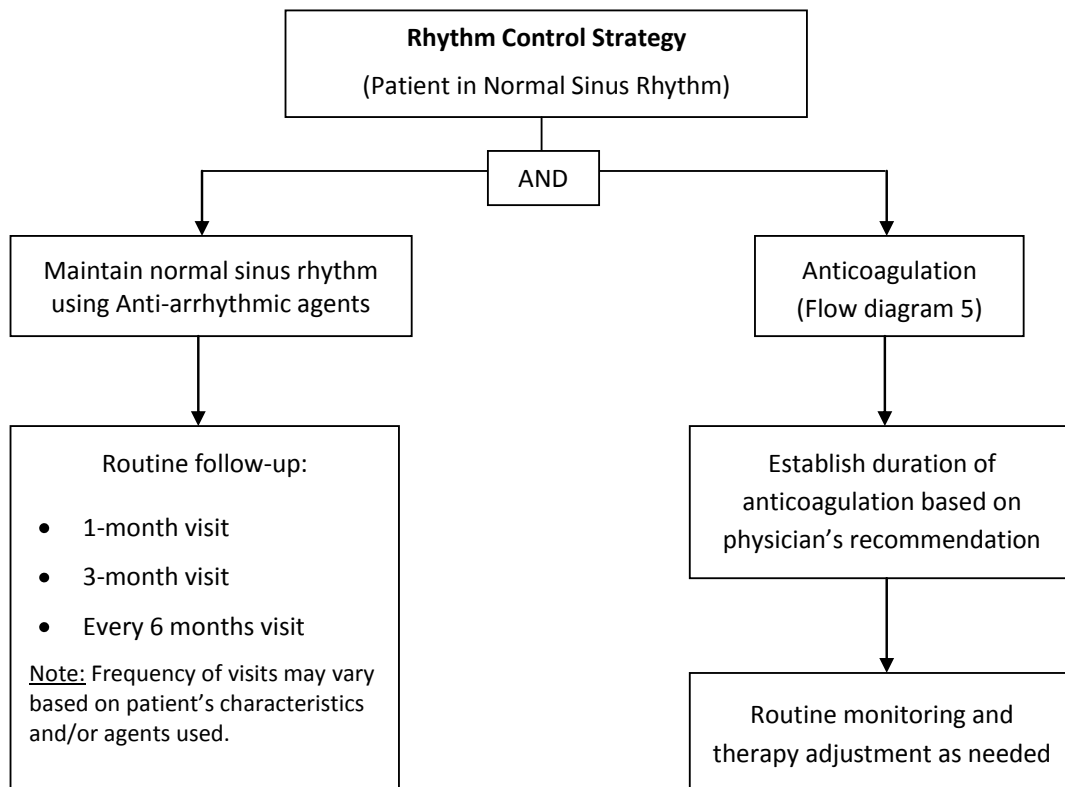 Rhythm Control Strategy
(Patient in Normal Sinus Rhythm)
AND
Maintain normal sinus rhythm
using Anti-arrhythmic agents
Anticoagulation
(Flow diagram 5)
Routine follow-up:
• 1-month visit
• 3-month visit
• Every 6 months visit
Note: Frequency of visits may vary
based on patient’s characteristics
and/or agents used.
Establish duration of
anticoagulation based on
physician’s recommendation
Routine monitoring and
therapy adjustment as needed